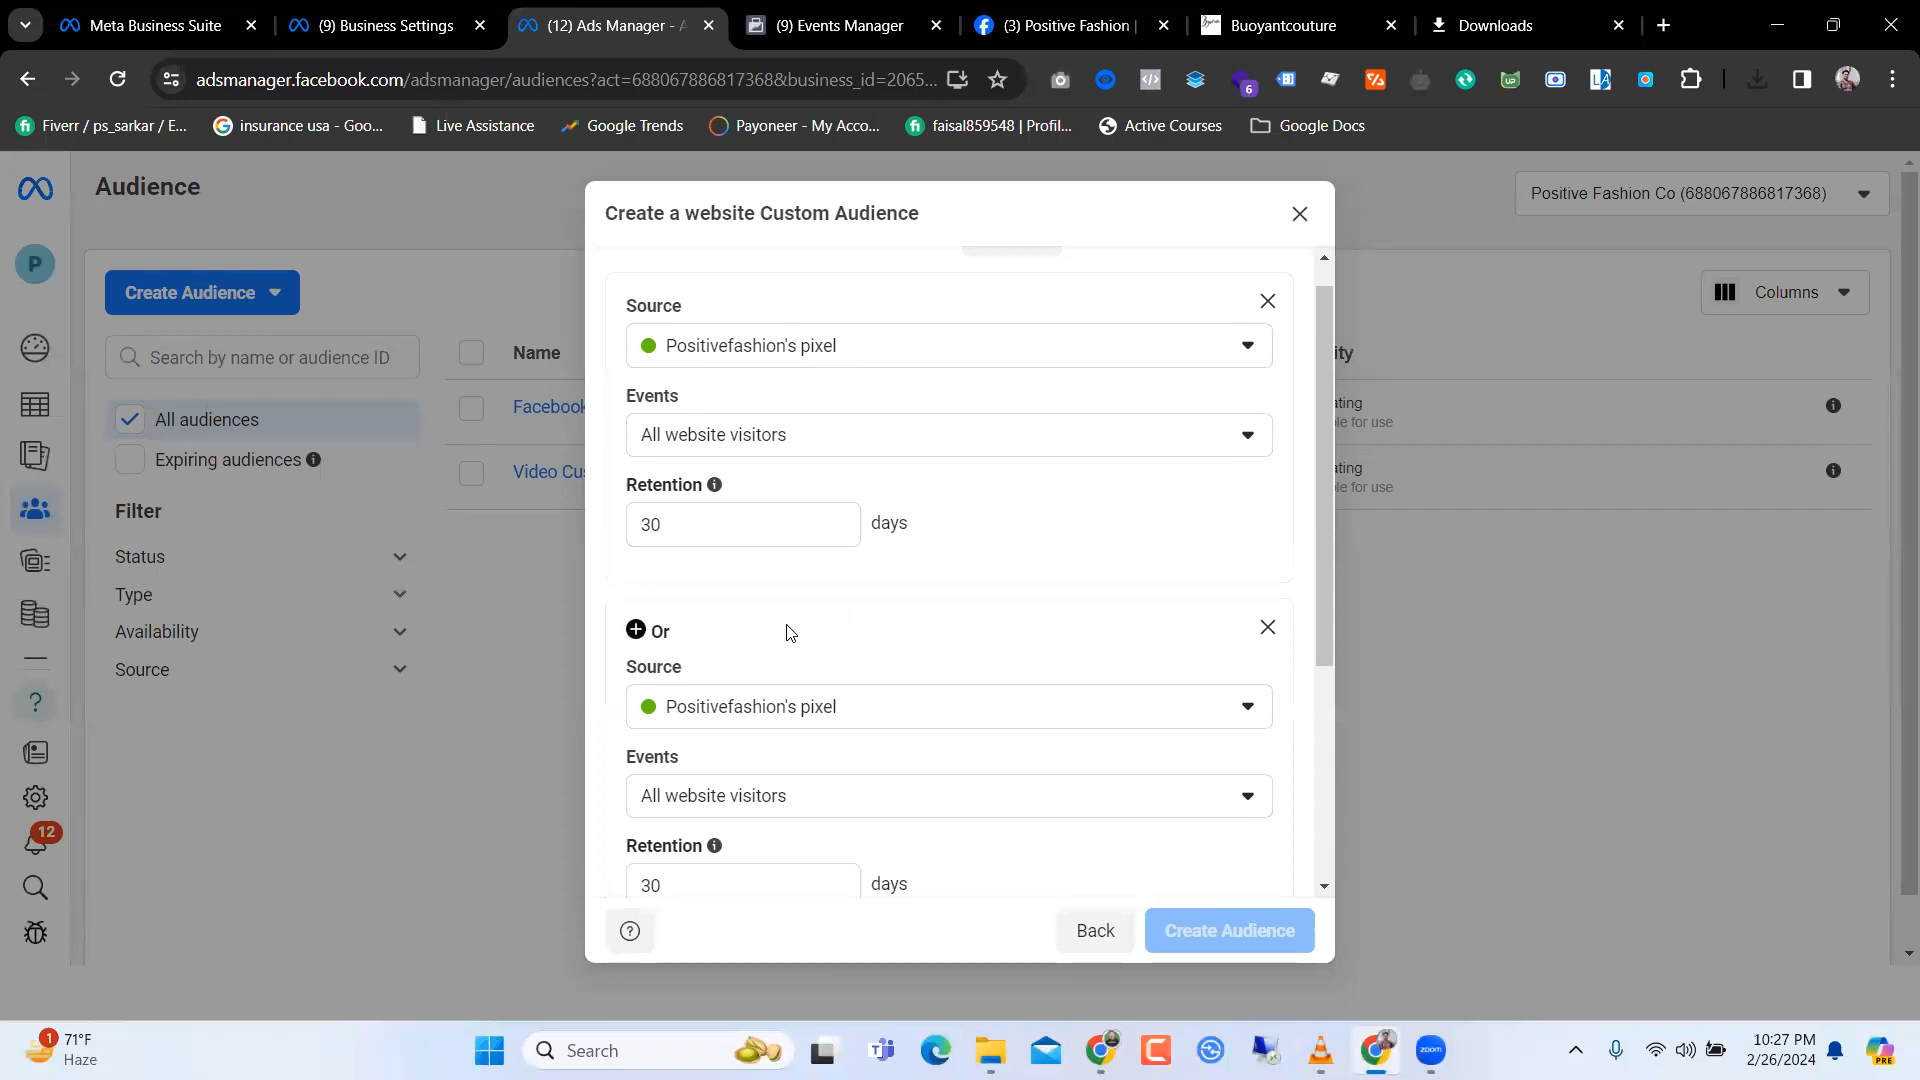 Meta Business Suite
(9) Business Settings
(12) Ads Manager - A
(9) Events Manager
(3) Positive Fashion |
Buoyantcouture
Downloads
adsmanager.facebook.com/adsmanager/audiences?act=688067886817368&business_id=2065...
6
Fiverr / ps_sarkar / E...
insurance usa - Goo...
Live Assistance
Google Trends
Payoneer - My Acco...
faisal859548 | Profil...
Active Courses
Google Docs
Audience
Positive Fashion Co (688067886817368)
P
Create Audience
Columns
Search by name or audience ID
Name
ity
All audiences
Facebook
ating
le for use
Expiring audiences
Video Cus
ating
le for use
Filter
Status
Type
Availability
Source
12
Create a website Custom Audience
Source
Positivefashion's pixel
Events
All website visitors
Retention
30 days
Or
Source
Positivefashion's pixel
Events
All website visitors
Retention
30 days
Back
Create Audience
1
71°F
Haze
Search
zoom
10:27 PM
2/26/2024
PRE